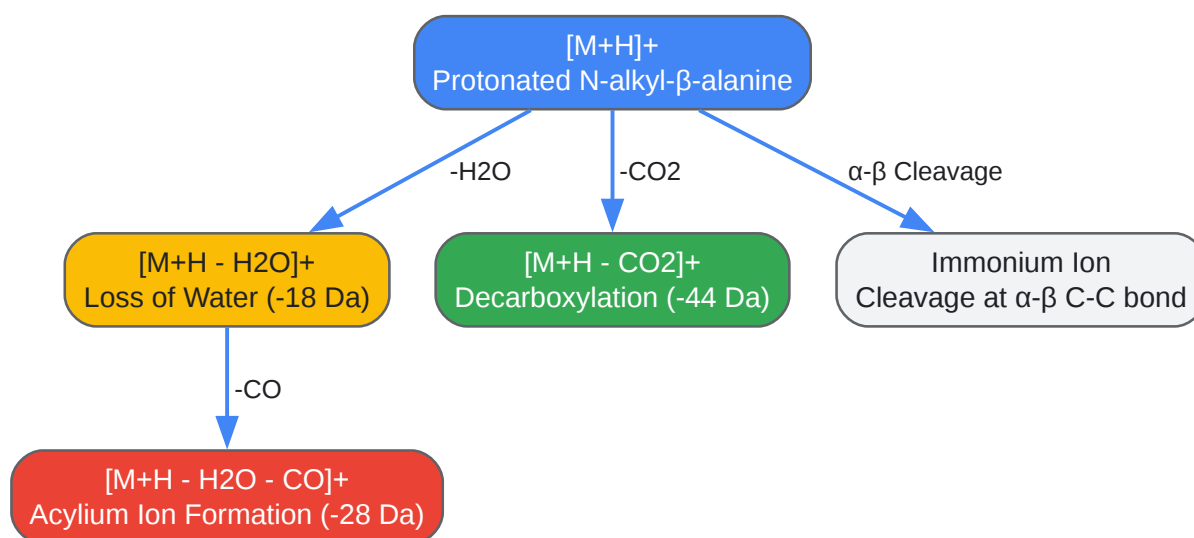 [M+H]+
Protonated N-alkyl-β-alanine
-H2O
-CO2
α-β Cleavage
[M+H - H2O]+
Loss of Water (-18 Da)
[M+H - CO2]+
Decarboxylation (-44 Da)
Immonium Ion
Cleavage at α-β C-C bond
-CO
[M+H - H2O - CO]+
Acylium Ion Formation (-28 Da)